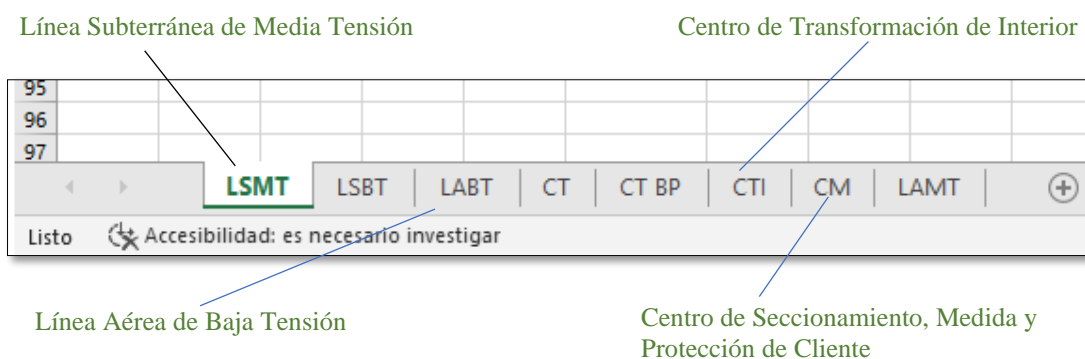 Línea Subterránea de Media Tensión
Centro de Transformación de Interior
95
96
97
LSMT LSBT LABT CT CT BP CTI CM LAMT
Listo Accesibilidad: es necesario investigar
Línea Aérea de Baja Tensión
Centro de Seccionamiento, Medida y
Protección de Cliente